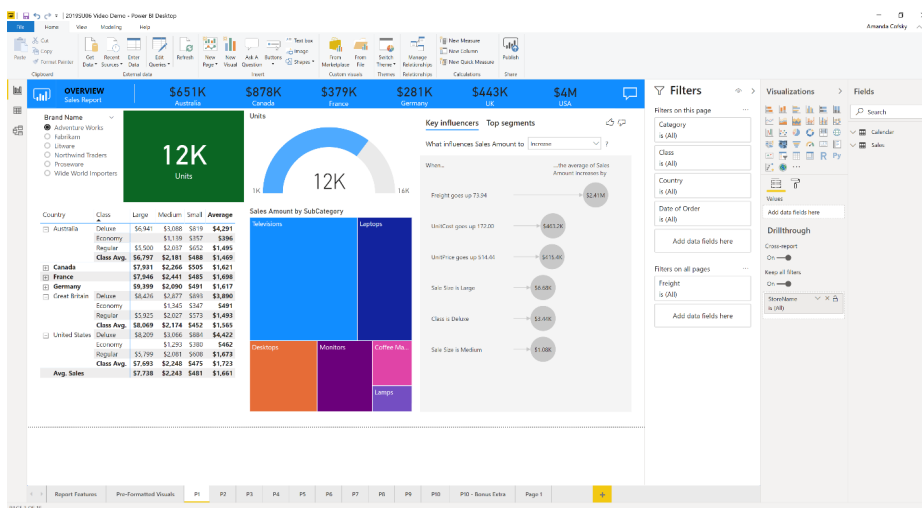 2019SU06 Video Demo - Power BI Desktop
Amanda Cofsky
File Home View Modeling Help
Cut
Copy
Format Painter
Paste
Get Data
Recent Sources
Enter Data
Edit Queries
Refresh
New Page
New Visual
Ask A Question
Buttons
Text box
Image
Shapes
From Marketplace
From File
Switch Theme
Manage Relationships
New Measure
New Column
New Quick Measure
Publish
Clipboard External data Insert Custom visuals Themes Relationships Calculations Share
OVERVIEW
Sales Report
$651K
Australia
$878K
Canada
$379K
France
$281K
Germany
$443K
UK
$4M
USA
Brand Name
Adventure Works
Fabrikam
Litware
Northwind Traders
Proseware
Wide World Importers
12K
Units
Units
1K 12K 16K
Country Class Large Medium Small Average
Australia Deluxe $6,941 $3,088 $819 $4,291
Economy $1,139 $357 $396
Regular $5,500 $2,037 $652 $1,495
Class Avg. $6,797 $2,181 $488 $1,469
Canada $7,931 $2,266 $505 $1,621
France $7,946 $2,441 $485 $1,698
Germany $9,399 $2,090 $491 $1,617
Great Britain Deluxe $8,426 $2,877 $893 $3,890
Economy $1,345 $347 $491
Regular $5,925 $2,027 $573 $1,493
Class Avg. $8,069 $2,174 $452 $1,565
United States Deluxe $8,209 $3,066 $884 $4,422
Economy $1,293 $380 $462
Regular $5,799 $2,081 $608 $1,673
Class Avg. $7,693 $2,248 $475 $1,723
Avg. Sales $7,738 $2,243 $481 $1,661
Sales Amount by SubCategory
Televisions
Laptops
Desktops
Monitors
Coffee Ma...
Lamps
Key influencers Top segments
What influences Sales Amount to Increase ?
When...
...the average of Sales
Amount increases by
Freight goes up 73.94 $2.41M
UnitCost goes up 172.00 $463.2K
UnitPrice goes up $14.44 $415.4K
Sale Size is Large $6.68K
Class is Deluxe $3.44K
Sale Size is Medium $1.08K
Filters
Filters on this page ...
Category
is (All)
Class
is (All)
Country
is (All)
Date of Order
is (All)
Add data fields here
Filters on all pages ...
Freight
is (All)
Add data fields here
Visualizations
R Py
...
Values
Add data fields here
Drillthrough
Cross-report
On
Keep all filters
On
StoreName
is (All)
Fields
Search
Calendar
Sales
Report Features Pre-Formatted Visuals P1 P2 P3 P4 P5 P6 P7 P8 P9 P10 P10 - Bonus Extra Page 1 +